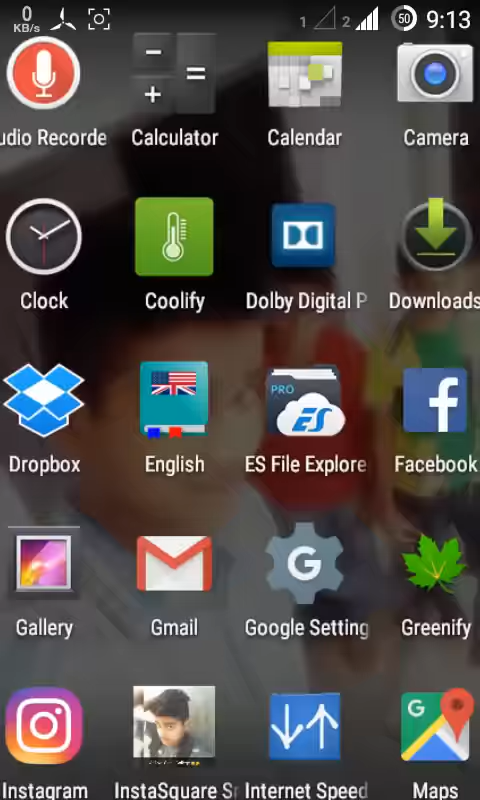 0
KB/s
1
2
50
9:13
udio Recorde
Calculator
Calendar
Camera
Clock
Coolify
Dolby Digital P
Downloads
PRO
ES
f
Dropbox
English
ES File Explore
Facebook
G
Gallery
Gmail
Google Setting
Greenify
G
Instagram
InstaSquare S
Internet Speed
Maps